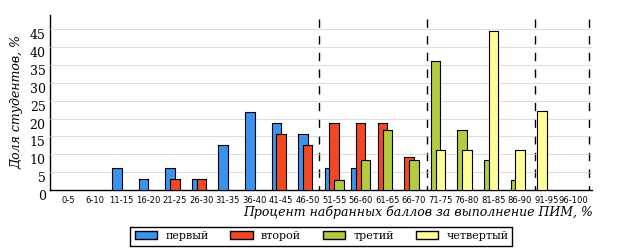 Доля студентов, %
45
40
35
30
25
20
15
10
5
0
0-5 6-10 11-15 16-20 21-25 26-30 31-35 36-40 41-45 46-50 51-55 56-60 61-65 66-70 71-75 76-80 81-85 86-90 91-95 96-100
Процент набранных баллов за выполнение ПИМ, %
первый второй третий четвертый